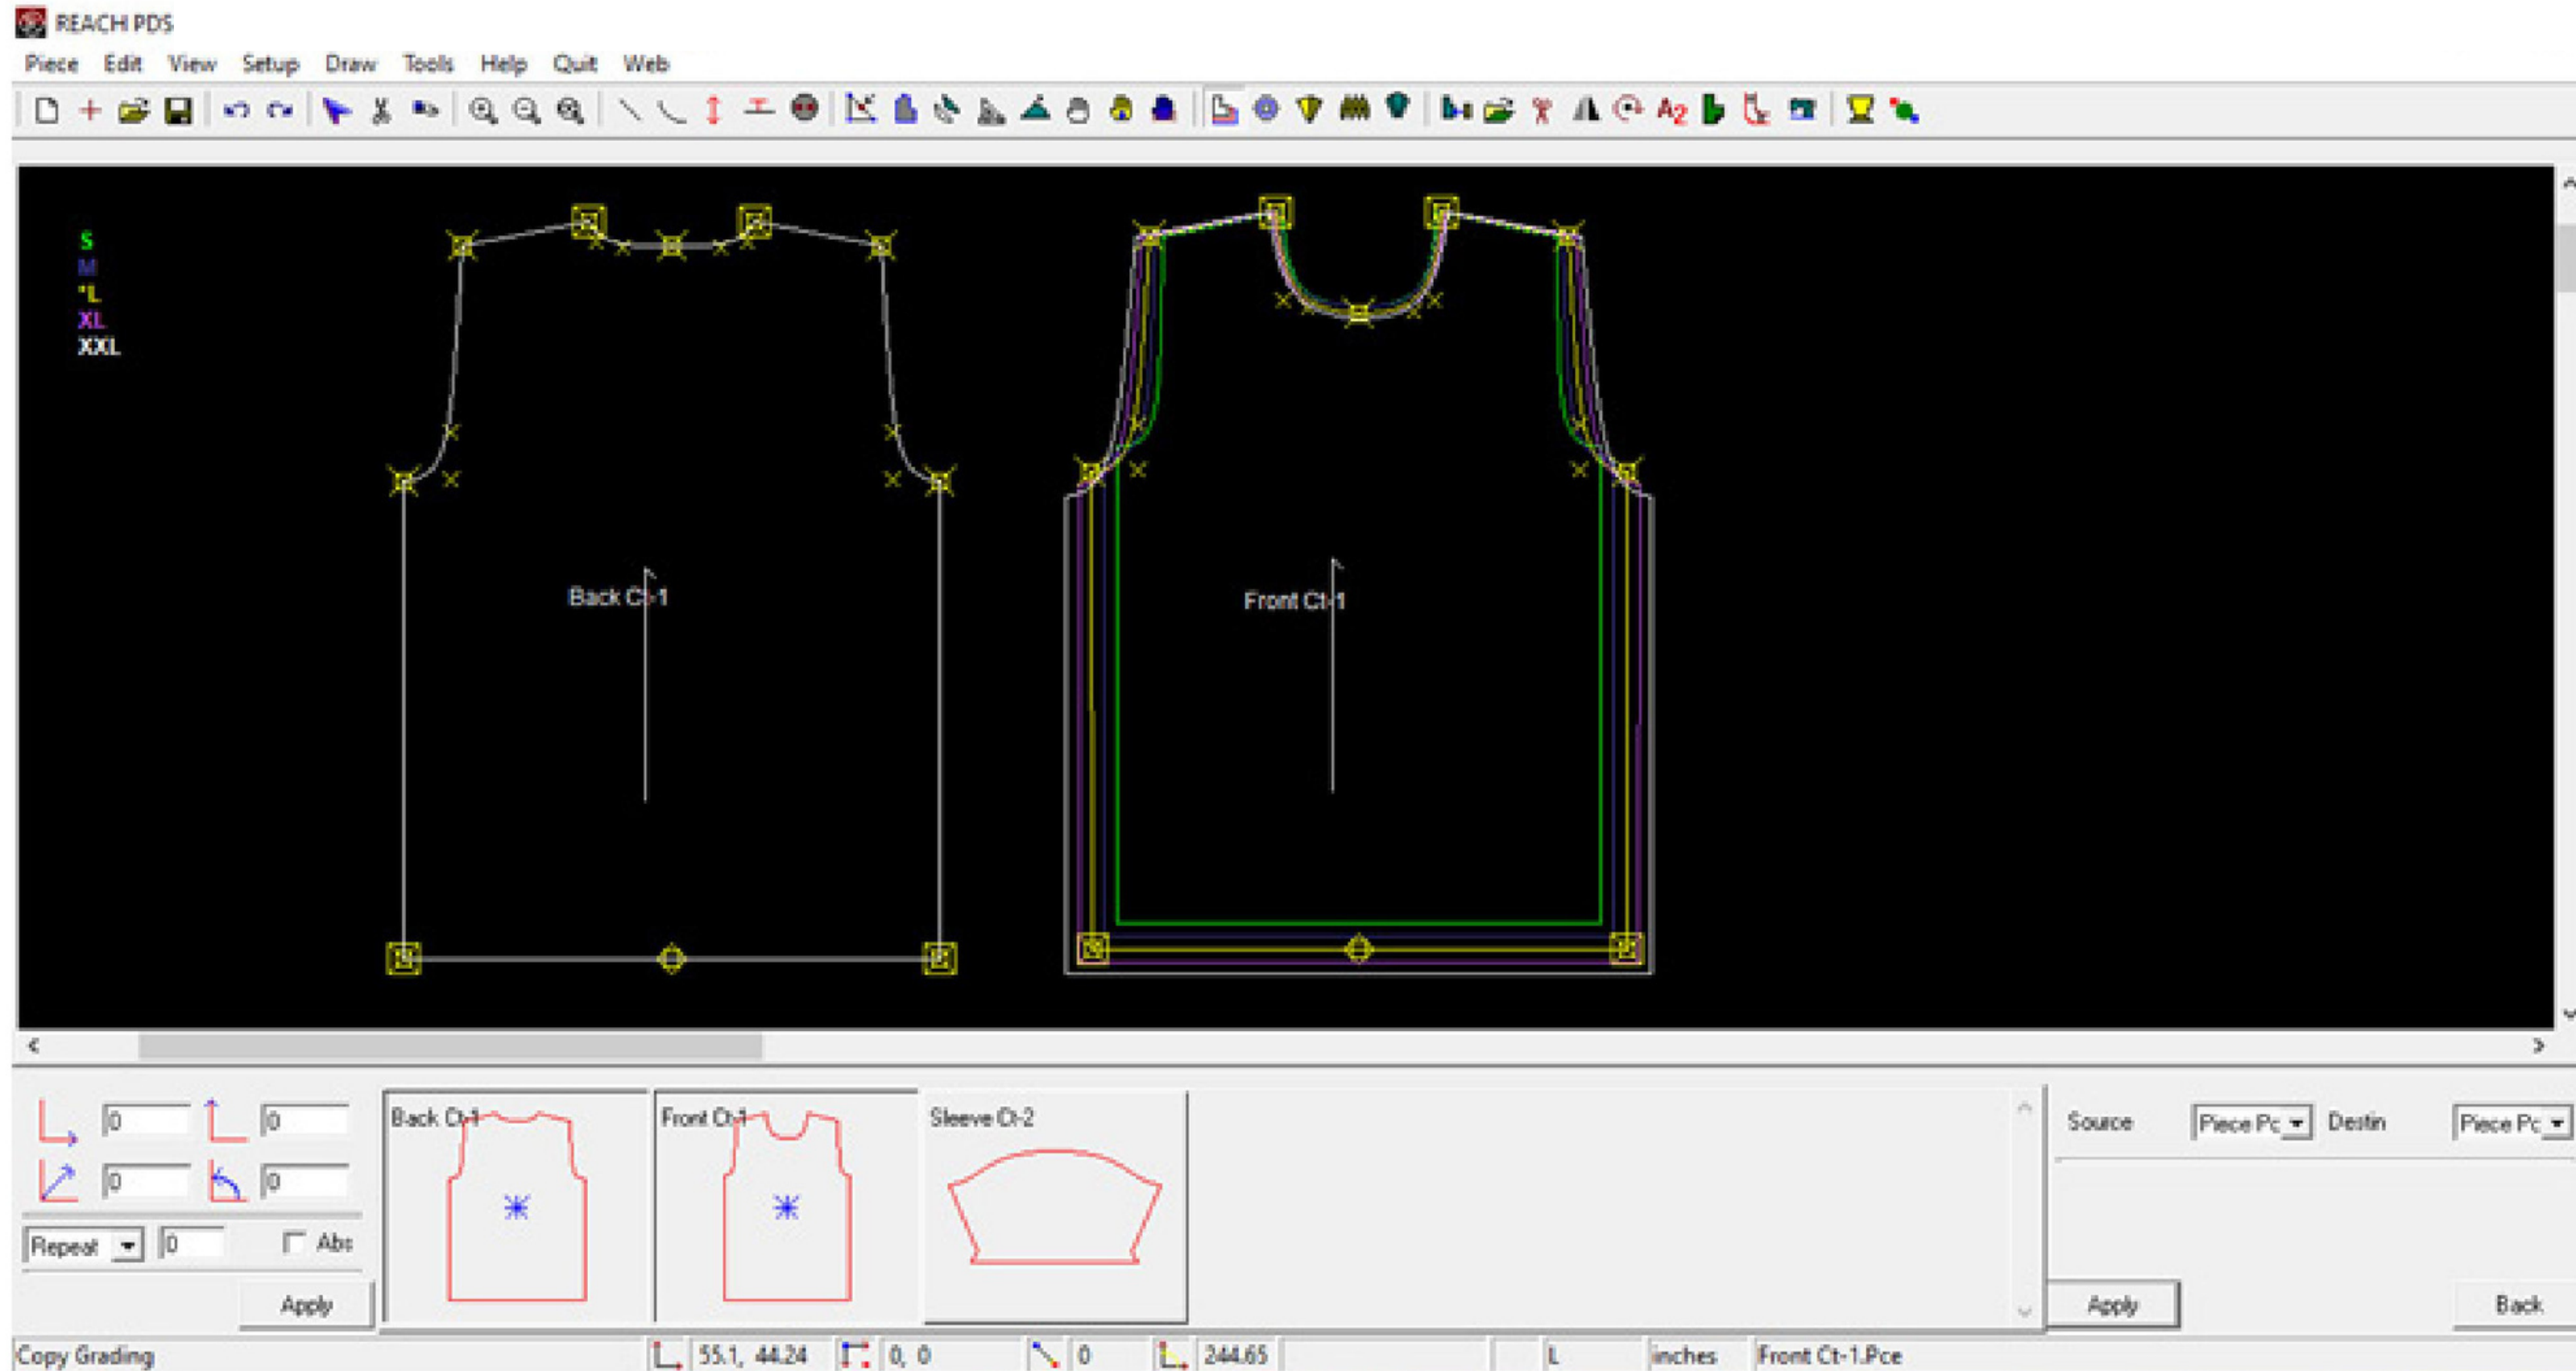 REACH PDS
Piece Edit View Setup Draw Tools Help Quit Web
S
M
*L
XL
XXL
Back Ct-1
Front Ct-1
0 0
0 0
Repeat 0 Abs
Apply
Back Ct-1
Front Ct-1
Sleeve Ct-2
Source Piece Pc Destin Piece Pc
Apply Back
Copy Grading 55.1, 44.24 0, 0 0 244.65 L inches Front Ct-1.Pce